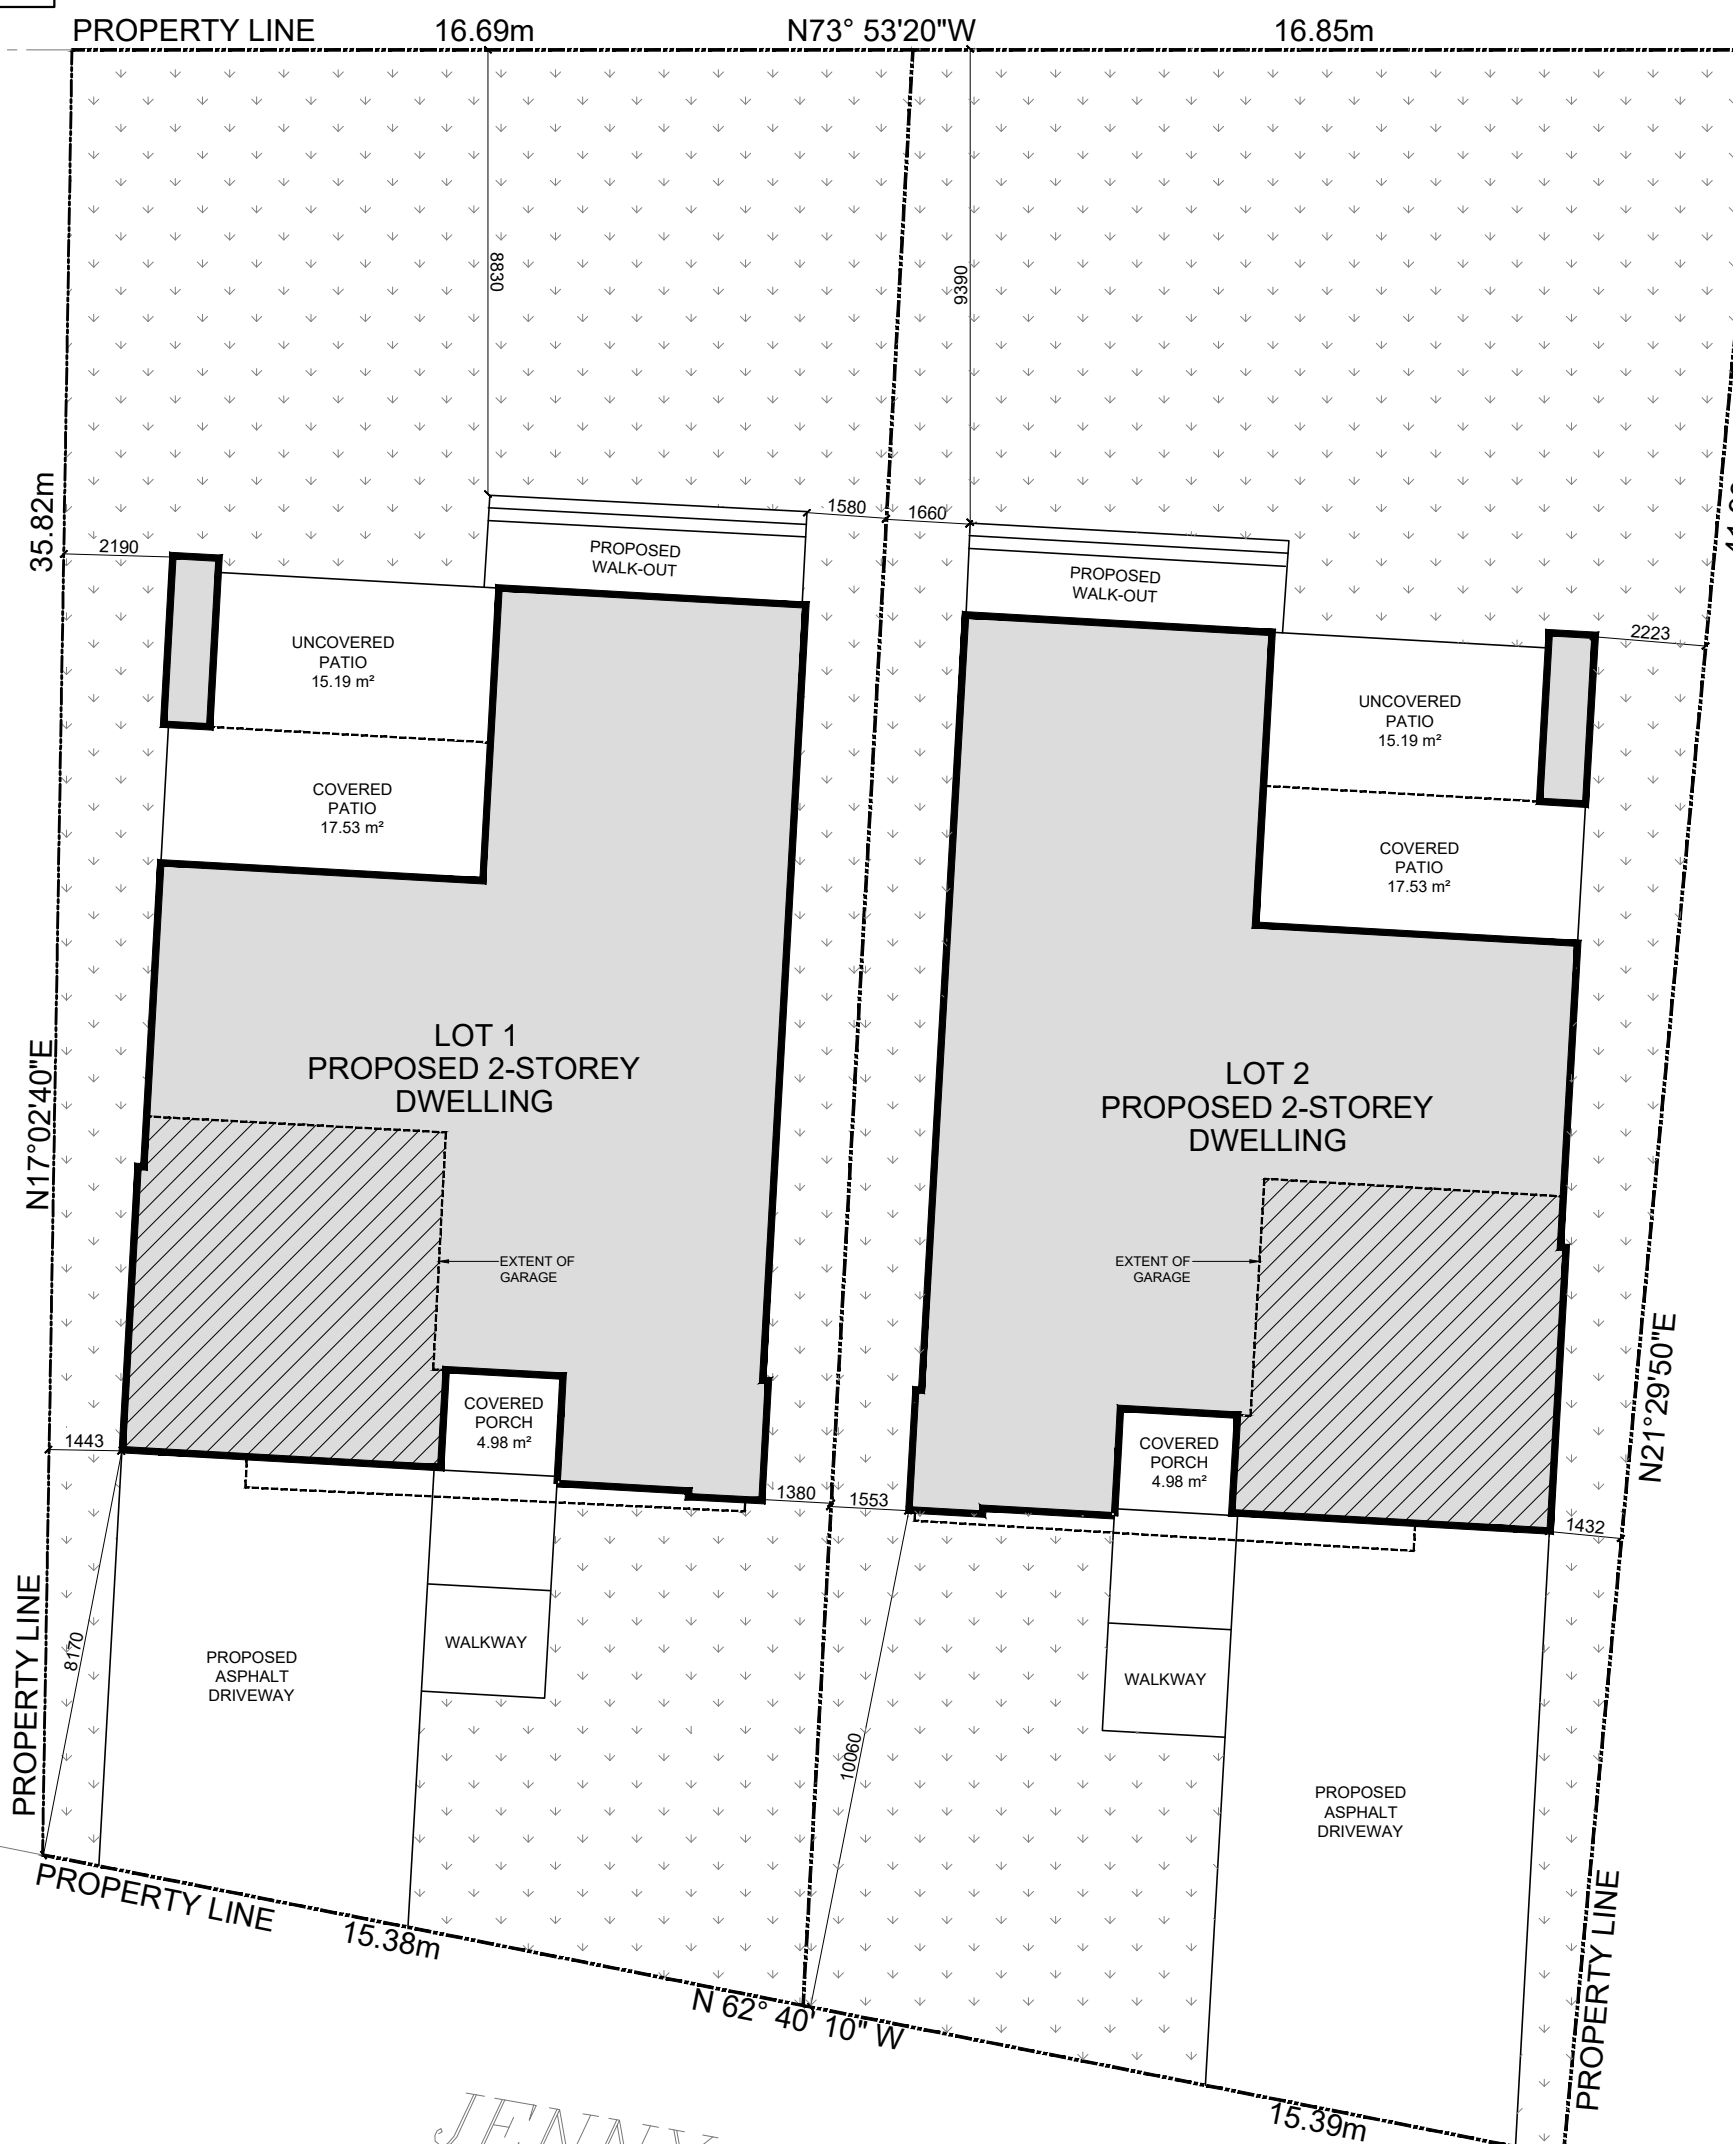 PROPERTY LINE 16.69m N73° 53'20"W 16.85m
8830
9390
35.82m
1580
1660
2190
PROPOSED
WALK-OUT
PROPOSED
WALK-OUT
2223
UNCOVERED
PATIO
15.19 m²
UNCOVERED
PATIO
15.19 m²
COVERED
PATIO
17.53 m²
COVERED
PATIO
17.53 m²
LOT 1
PROPOSED 2-STOREY
DWELLING
LOT 2
PROPOSED 2-STOREY
DWELLING
N17°02'40"E
EXTENT OF
GARAGE
EXTENT OF
GARAGE
N21°29'50"E
COVERED
PORCH
4.98 m²
COVERED
PORCH
4.98 m²
1443
1380
1553
1432
PROPERTY LINE
8170
PROPOSED
ASPHALT
DRIVEWAY
WALKWAY
WALKWAY
10060
PROPOSED
ASPHALT
DRIVEWAY
PROPERTY LINE
PROPERTY LINE
15.38m
N 62° 40' 10" W
15.39m
JENNY